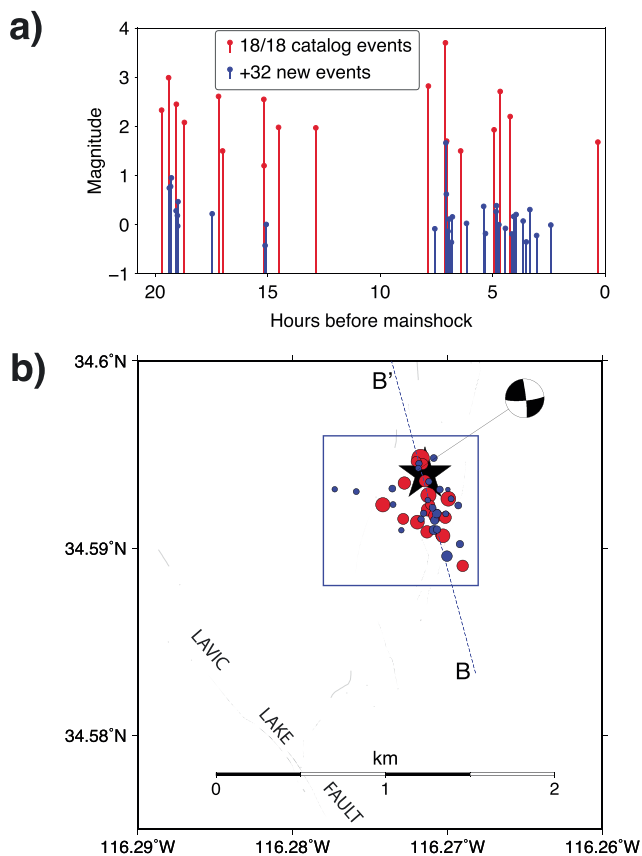 a)
4
3
2
1
0
−1
Magnitude
18/18 catalog events
+32 new events
20
15
10
5
0
Hours before mainshock
b)
34.6°N
34.59°N
34.58°N
B'
B
LAVIC
LAKE
FAULT
km
0
1
2
116.29°W
116.28°W
116.27°W
116.26°W